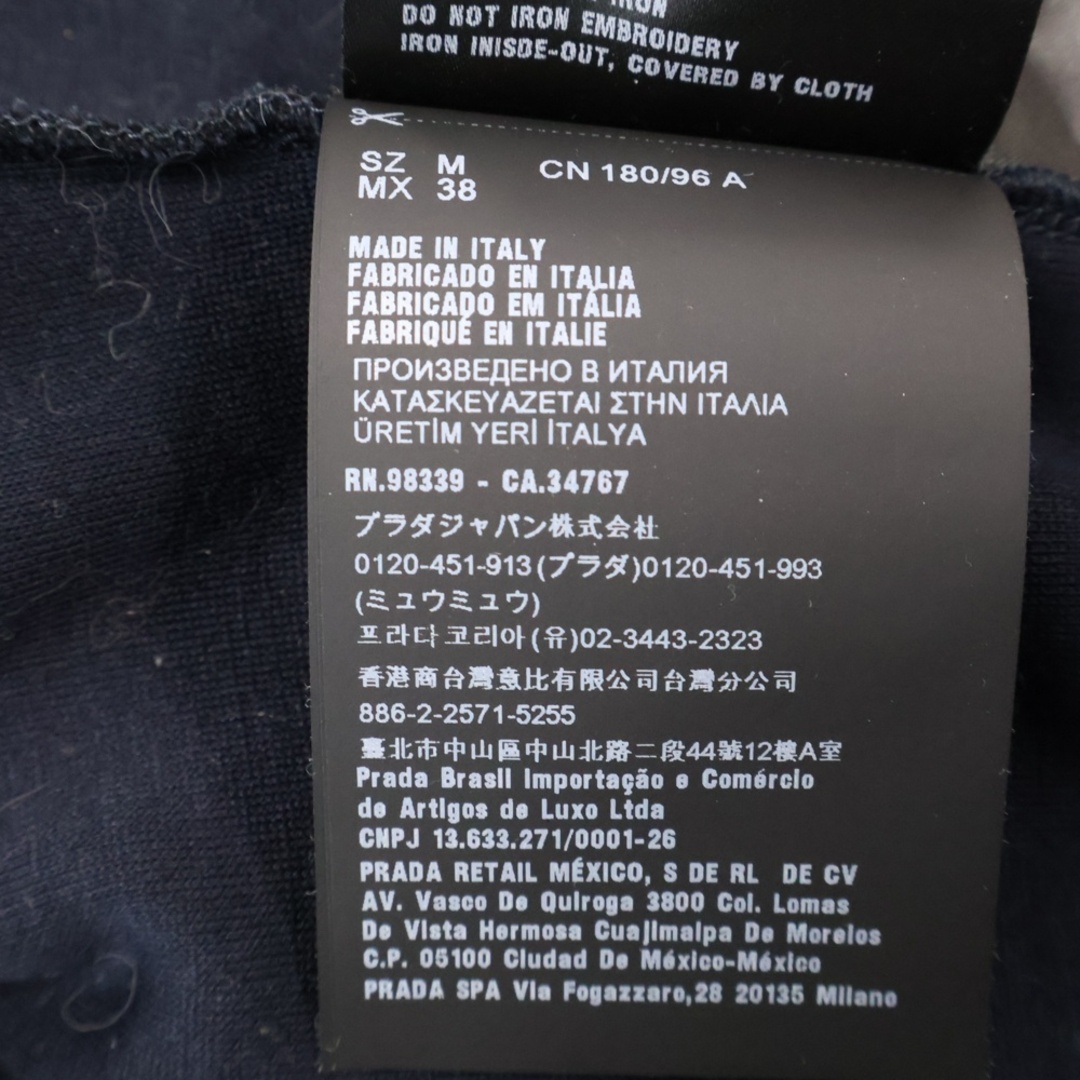 IRON
DO NOT IRON EMBROIDERY
IRON INISDE-OUT, COVERED BY CLOTH
SZ M CN 180/96 A
MX 38
MADE IN ITALY
FABRICADO EN ITALIA
FABRICADO EM ITÁLIA
FABRIQUÉ EN ITALIE
ПРОИЗВЕДЕНО В ИТАЛИЯ
ΚΑΤΑΣΚΕΥΑΖΕΤΑΙ ΣΤΗΝ ΙΤΑΛΙΑ
ÜRETİM YERİ İTALYA
RN.98339 - CA.34767
プラダジャパン株式会社
0120-451-913(プラダ)0120-451-993
(ミュウミュウ)
프라다코리아(유)02-3443-2323
香港商台灣意比有限公司台灣分公司
886-2-2571-5255
臺北市中山區中山北路二段44號12樓A室
Prada Brasil Importação e Comércio
de Artigos de Luxo Ltda
CNPJ 13.633.271/0001-26
PRADA RETAIL MÉXICO, S DE RL DE CV
AV. Vasco De Quiroga 3800 Col. Lomas
De Vista Hermosa Cuajimalpa De Morelos
C.P. 05100 Ciudad De México-México
PRADA SPA Via Fogazzaro,28 20135 Milano